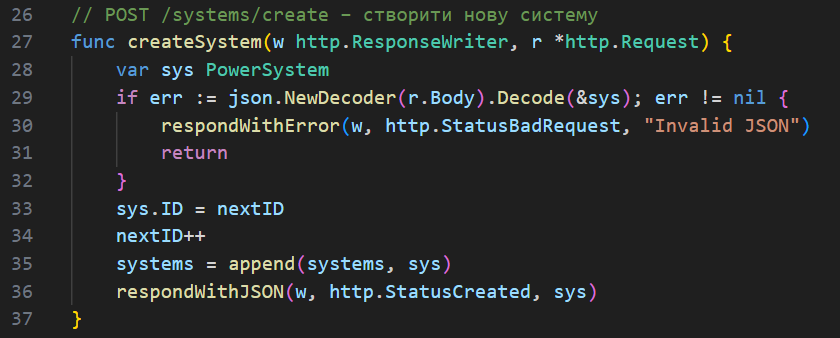 26 // POST /systems/create – створити нову систему
27 func createSystem(w http.ResponseWriter, r *http.Request) {
28     var sys PowerSystem
29     if err := json.NewDecoder(r.Body).Decode(&sys); err != nil {
30         respondWithError(w, http.StatusBadRequest, "Invalid JSON")
31         return
32     }
33     sys.ID = nextID
34     nextID++
35     systems = append(systems, sys)
36     respondWithJSON(w, http.StatusCreated, sys)
37 }